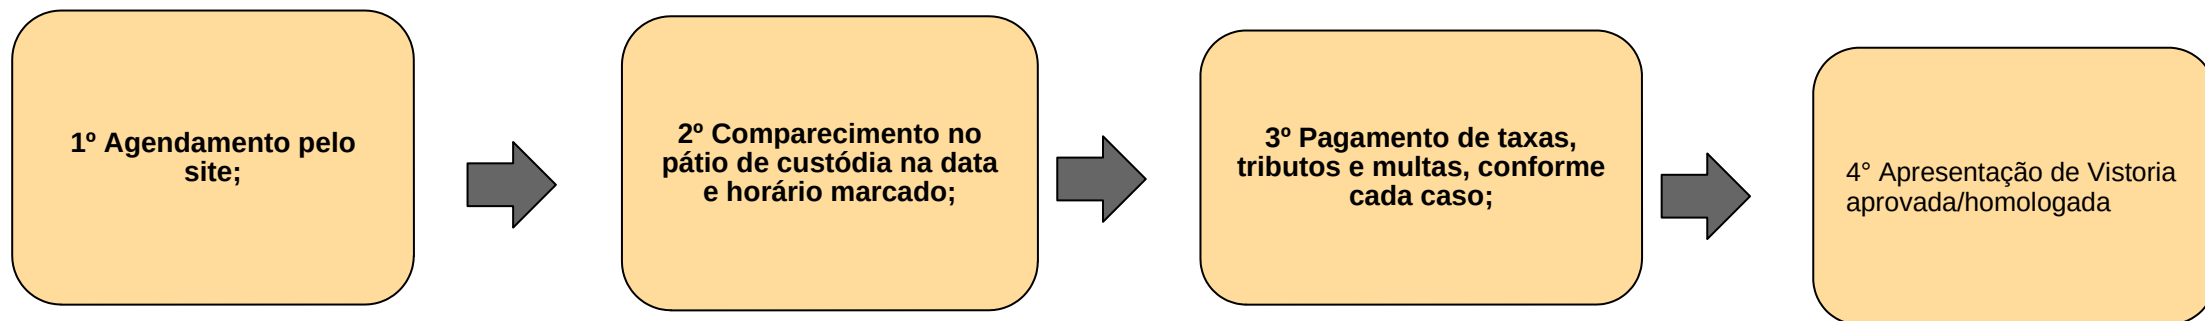 1º Agendamento pelo
site;
2º Comparecimento no
pátio de custódia na data
e horário marcado;
3º Pagamento de taxas,
tributos e multas, conforme
cada caso;
4° Apresentação de Vistoria
aprovada/homologada